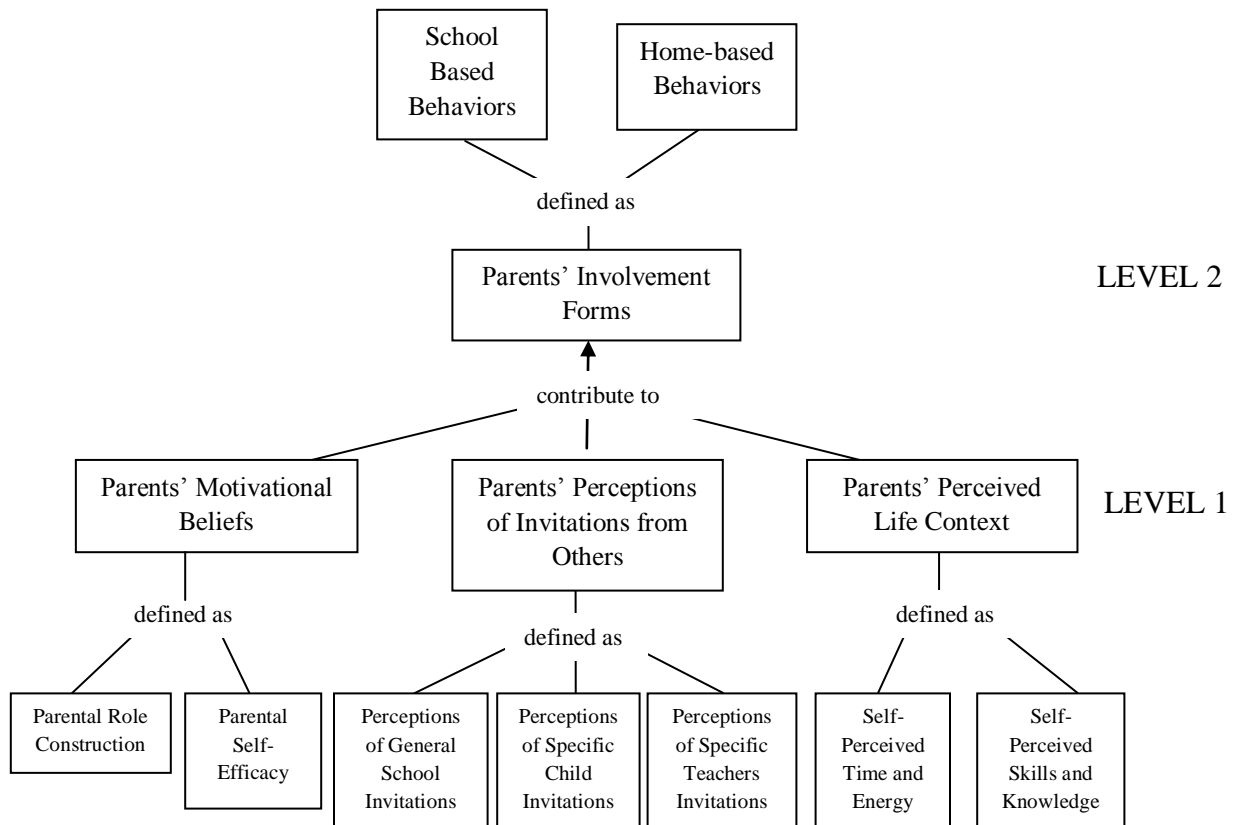 School
Based
Behaviors
Home-based
Behaviors
defined as
Parents’ Involvement
Forms
LEVEL 2
contribute to
Parents’ Motivational
Beliefs
Parents’ Perceptions
of Invitations from
Others
Parents’ Perceived
Life Context
LEVEL 1
defined as
defined as
defined as
Parental Role
Construction
Parental
Self-
Efficacy
Perceptions
of General
School
Invitations
Perceptions
of Specific
Child
Invitations
Perceptions
of Specific
Teachers
Invitations
Self-
Perceived
Time and
Energy
Self-
Perceived
Skills and
Knowledge